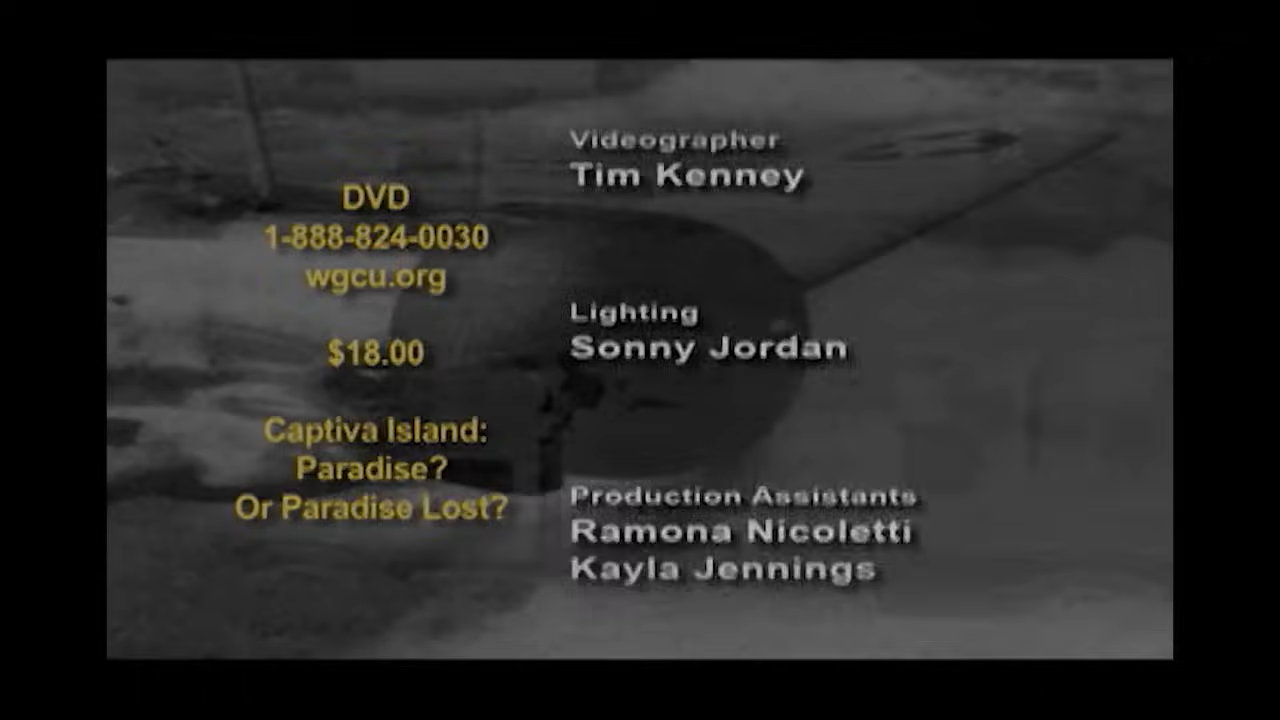 DVD
1-888-824-0030
wgcu.org
$18.00
Captiva Island:
Paradise?
Or Paradise Lost?
Videographer
Tim Kenney
Lighting
Sonny Jordan
Production Assistants
Ramona Nicoletti
Kayla Jennings